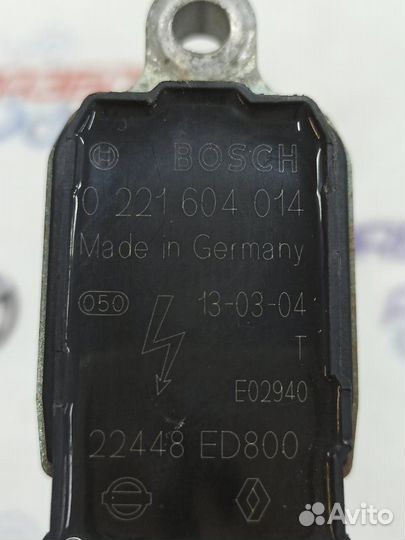 BOSCH
0 221 604 014
Made in Germany
050 13-03-04
T
E02940
22448 ED800
Avito